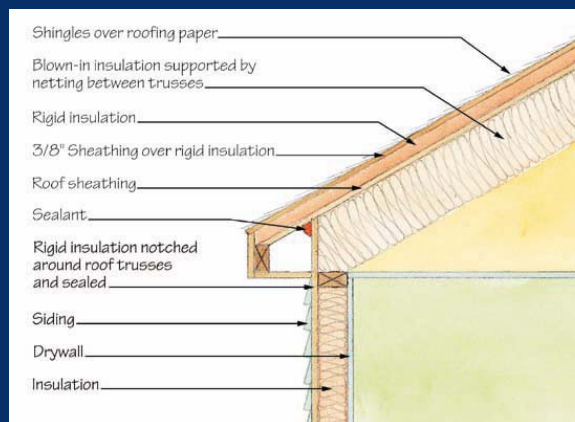 Shingles over roofing paper
Blown-in insulation supported by
netting between trusses
Rigid insulation
3/8" Sheathing over rigid insulation
Roof sheathing
Sealant
Rigid insulation notched
around roof trusses
and sealed
Siding
Drywall
Insulation